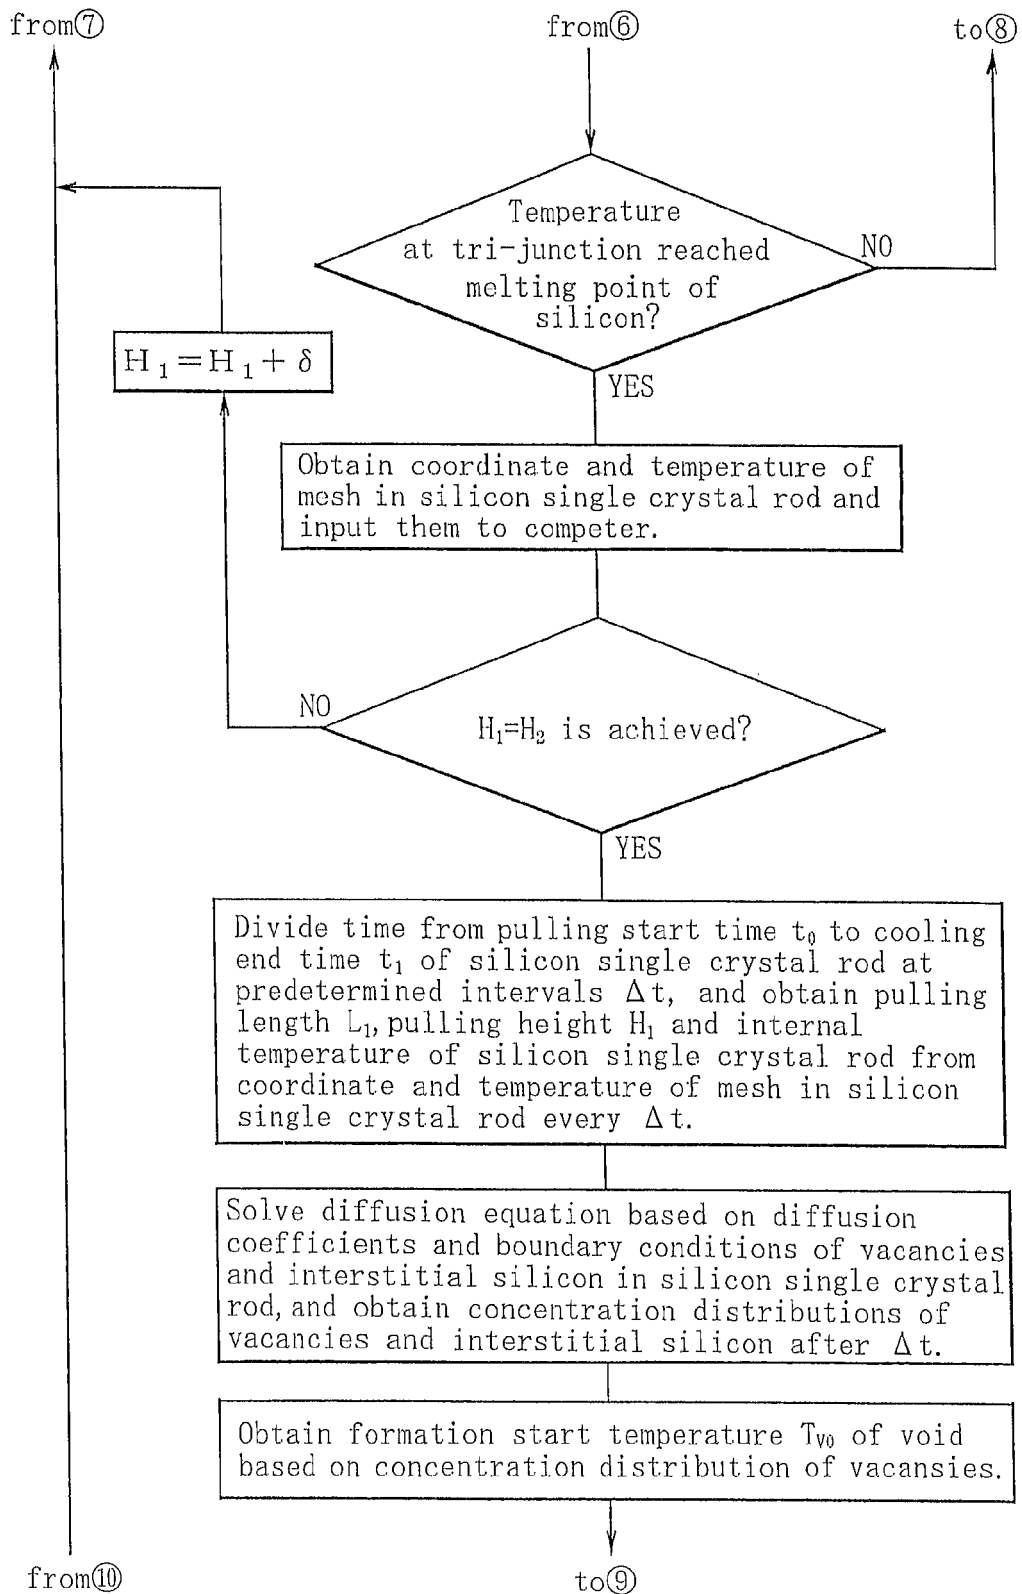 from⑦
from⑥
to⑧
Temperature
at tri-junction reached
melting point of
silicon?
NO
YES
H₁=H₁+δ
Obtain coordinate and temperature of
mesh in silicon single crystal rod and
input them to competer.
NO
H₁=H₂ is achieved?
YES
Divide time from pulling start time t₀ to cooling
end time t₁ of silicon single crystal rod at
predetermined intervals Δt, and obtain pulling
length L₁, pulling height H₁ and internal
temperature of silicon single crystal rod from
coordinate and temperature of mesh in silicon
single crystal rod every Δt.
Solve diffusion equation based on diffusion
coefficients and boundary conditions of vacancies
and interstitial silicon in silicon single crystal
rod, and obtain concentration distributions of
vacancies and interstitial silicon after Δt.
Obtain formation start temperature Tv₀ of void
based on concentration distribution of vacansies.
from⑩
to⑨